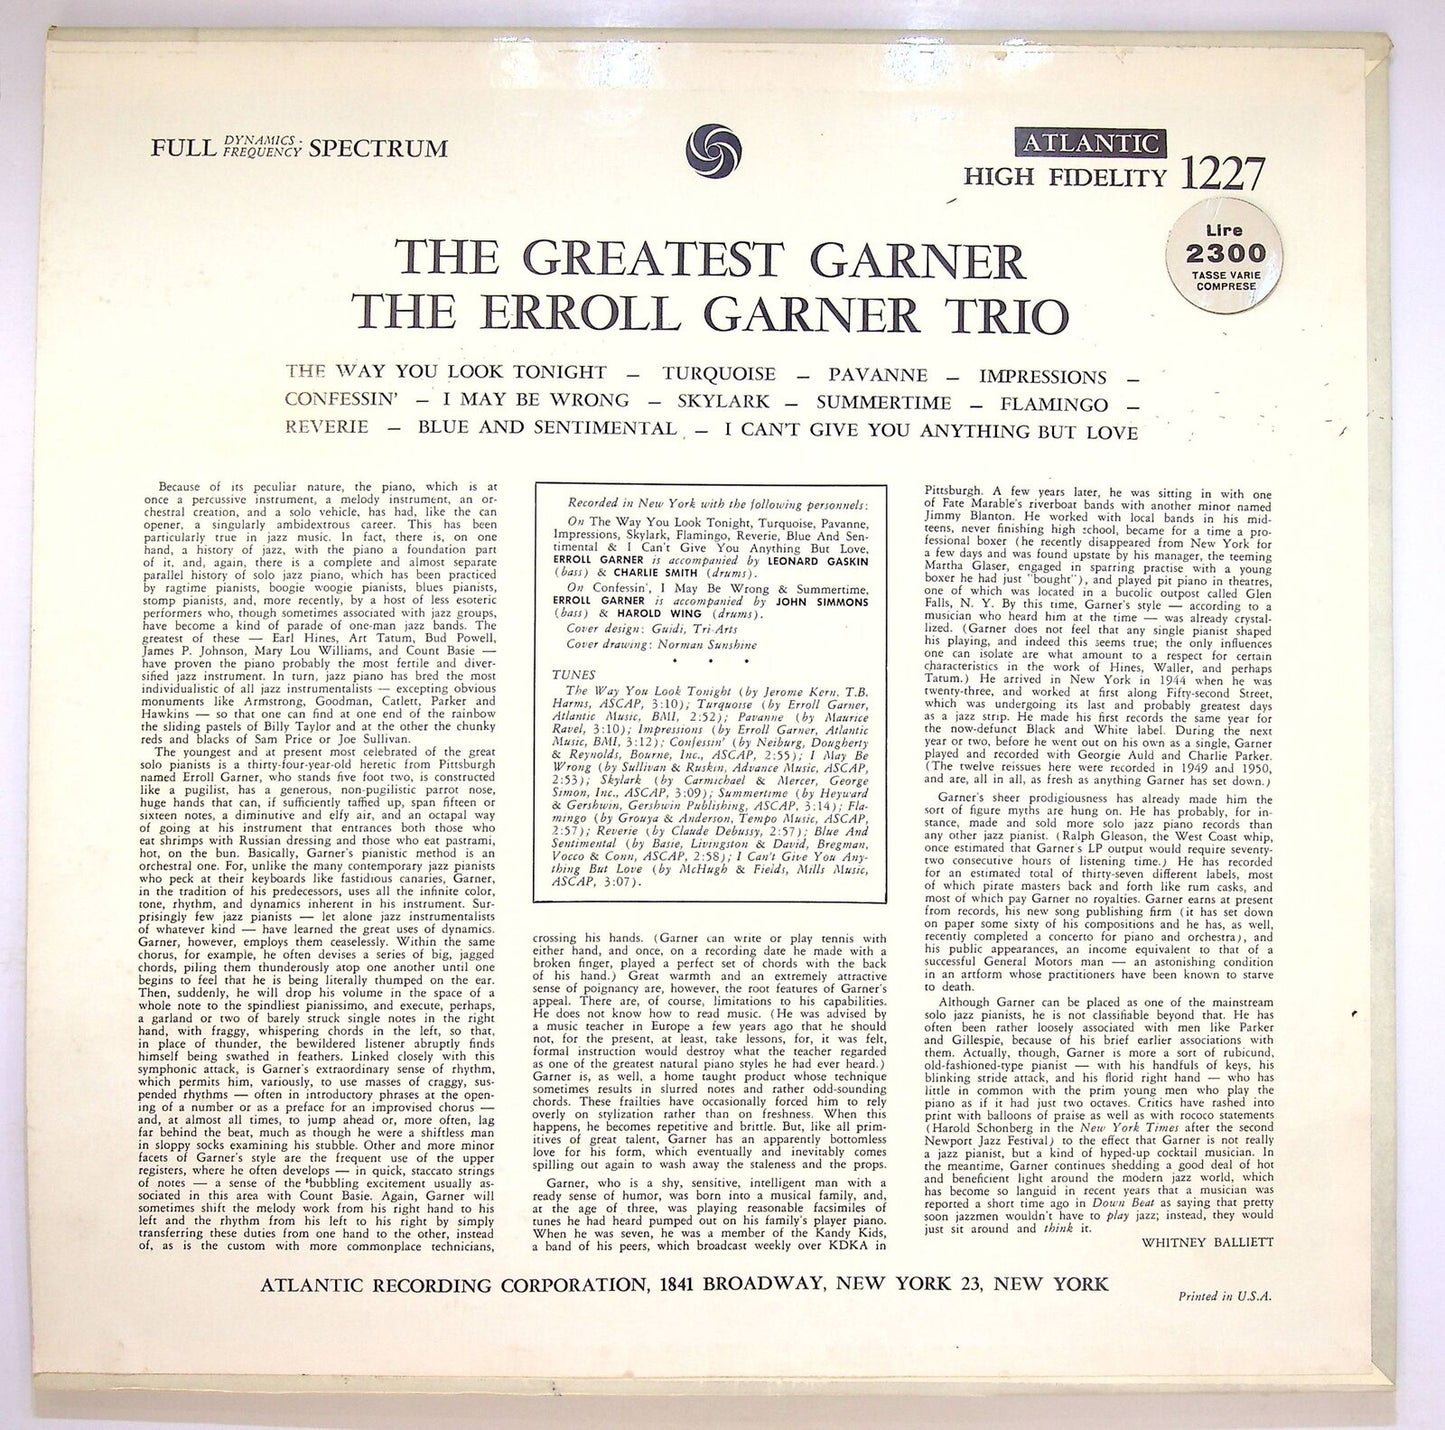 FULL DYNAMICS - FREQUENCY SPECTRUM
ATLANTIC
HIGH FIDELITY 1227
Lire
2300
TASSE VARIE
COMPRESE
THE GREATEST GARNER
THE ERROLL GARNER TRIO
THE WAY YOU LOOK TONIGHT – TURQUOISE – PAVANNE – IMPRESSIONS –
CONFESSIN' – I MAY BE WRONG – SKYLARK – SUMMERTIME – FLAMINGO –
REVERIE – BLUE AND SENTIMENTAL – I CAN'T GIVE YOU ANYTHING BUT LOVE
Because of its peculiar nature, the piano, which is at
once a percussive instrument, a melody instrument, an or-
chestral creation, and a solo vehicle, has had, like the can
opener, a singularly ambidextrous career. This has been
particularly true in jazz music. In fact, there is, on one
hand, a history of jazz, with the piano a foundation part
of it, and, again, there is a complete and almost separate
parallel history of solo jazz piano, which has been practiced
by ragtime pianists, boogie woogie pianists, blues pianists,
stomp pianists, and, more recently, by a host of less esoteric
performers who, though sometimes associated with jazz groups,
have become a kind of parade of one-man jazz bands. The
greatest of these — Earl Hines, Art Tatum, Bud Powell,
James P. Johnson, Mary Lou Williams, and Count Basie —
have proven the piano probably the most fertile and diver-
sified jazz instrument. In turn, jazz piano has bred the most
individualistic of all jazz instrumentalists — excepting obvious
monuments like Armstrong, Goodman, Catlett, Parker and
Hawkins — so that one can find at one end of the rainbow
the sliding pastels of Billy Taylor and at the other the chunky
reds and blacks of Sam Price or Joe Sullivan.
The youngest and at present most celebrated of the great
solo pianists is a thirty-four-year-old heretic from Pittsburgh
named Erroll Garner, who stands five foot two, is constructed
like a pugilist, has a generous, non-pugilistic parrot nose,
huge hands that can, if sufficiently taffied up, span fifteen or
sixteen notes, a diminutive and elfy air, and an octapal way
of going at his instrument that entrances both those who
eat shrimps with Russian dressing and those who eat pastrami,
hot, on the bun. Basically, Garner's pianistic method is an
orchestral one. For, unlike the many contemporary jazz pianists
who peck at their keyboards like fastidious canaries, Garner,
in the tradition of his predecessors, uses all the infinite color,
tone, rhythm, and dynamics inherent in his instrument. Sur-
prisingly few jazz pianists — let alone jazz instrumentalists
of whatever kind — have learned the great uses of dynamics.
Garner, however, employs them ceaselessly. Within the same
chorus, for example, he often devises a series of big, jagged
chords, piling them thunderously atop one another until one
begins to feel that he is being literally thumped on the ear.
Then, suddenly, he will drop his volume in the space of a
whole note to the spindliest pianissimo, and execute, perhaps,
a garland or two of barely struck single notes in the right
hand, with fraggy, whispering chords in the left, so that,
in place of thunder, the bewildered listener abruptly finds
himself being swathed in feathers. Linked closely with this
symphonic attack, is Garner's extraordinary sense of rhythm,
which permits him, variously, to use masses of craggy, sus-
pended rhythms — often in introductory phrases at the open-
ing of a number or as a preface for an improvised chorus —
and, at almost all times, to jump ahead or, more often, lag
far behind the beat, much as though he were a shiftless man
in sloppy socks examining his stubble. Other and more minor
facets of Garner's style are the frequent use of the upper
registers, where he often develops — in quick, staccato strings
of notes — a sense of the bubbling excitement usually as-
sociated in this area with Count Basie. Again, Garner will
sometimes shift the melody work from his right hand to his
left and the rhythm from his left to his right by simply
transferring these duties from one hand to the other, instead
of, as is the custom with more commonplace technicians,
Recorded in New York with the following personnels:
On The Way You Look Tonight, Turquoise, Pavanne,
Impressions, Skylark, Flamingo, Reverie, Blue And Sen-
timental & I Can't Give You Anything But Love,
ERROLL GARNER is accompanied by LEONARD GASKIN
(bass) & CHARLIE SMITH (drums).
On Confessin', I May Be Wrong & Summertime,
ERROLL GARNER is accompanied by JOHN SIMMONS
(bass) & HAROLD WING (drums).
Cover design: Guidi, Tri-Arts
Cover drawing: Norman Sunshine
• • •
TUNES
The Way You Look Tonight (by Jerome Kern, T.B.
Harms, ASCAP, 3:10); Turquoise (by Erroll Garner,
Atlantic Music, BMI, 2:52); Pavanne (by Maurice
Ravel, 3:10); Impressions (by Erroll Garner, Atlantic
Music, BMI, 3:12); Confessin' (by Neiburg, Dougherty
& Reynolds, Bourne, Inc., ASCAP, 2:55); I May Be
Wrong (by Sullivan & Ruskin, Advance Music, ASCAP,
2:53); Skylark (by Carmichael & Mercer, George
Simon, Inc., ASCAP, 3:09); Summertime (by Heyward
& Gershwin, Gershwin Publishing, ASCAP, 3:14); Fla-
mingo (by Grouya & Anderson, Tempo Music, ASCAP,
2:57); Reverie (by Claude Debussy, 2:57); Blue And
Sentimental (by Basie, Livingston & David, Bregman,
Vocco & Conn, ASCAP, 2:58); I Can't Give You Any-
thing But Love (by McHugh & Fields, Mills Music,
ASCAP, 3:07).
crossing his hands. (Garner can write or play tennis with
either hand, and once, on a recording date he made with a
broken finger, played a perfect set of chords with the back
of his hand.) Great warmth and an extremely attractive
sense of poignancy are, however, the root features of Garner's
appeal. There are, of course, limitations to his capabilities.
He does not know how to read music. (He was advised by
a music teacher in Europe a few years ago that he should
not, for the present, at least, take lessons, for, it was felt,
formal instruction would destroy what the teacher regarded
as one of the greatest natural piano styles he had ever heard.)
Garner is, as well, a home taught product whose technique
sometimes results in slurred notes and rather odd-sounding
chords. These frailties have occasionally forced him to rely
overly on stylization rather than on freshness. When this
happens, he becomes repetitive and brittle. But, like all prim-
itives of great talent, Garner has an apparently bottomless
love for his form, which eventually and inevitably comes
spilling out again to wash away the staleness and the props.
Garner, who is a shy, sensitive, intelligent man with a
ready sense of humor, was born into a musical family, and,
at the age of three, was playing reasonable facsimiles of
tunes he had heard pumped out on his family's player piano.
When he was seven, he was a member of the Kandy Kids,
a band of his peers, which broadcast weekly over KDKA in
Pittsburgh. A few years later, he was sitting in with one
of Fate Marable's riverboat bands with another minor named
Jimmy Blanton. He worked with local bands in his mid-
teens, never finishing high school, became for a time a pro-
fessional boxer (he recently disappeared from New York for
a few days and was found upstate by his manager, the teeming
Martha Glaser, engaged in sparring practise with a young
boxer he had just "bought"), and played pit piano in theatres,
one of which was located in a bucolic outpost called Glen
Falls, N. Y. By this time, Garner's style — according to a
musician who heard him at the time — was already crystal-
lized. (Garner does not feel that any single pianist shaped
his playing, and indeed this seems true; the only influences
one can isolate are what amount to a respect for certain
characteristics in the work of Hines, Waller, and perhaps
Tatum.) He arrived in New York in 1944 when he was
twenty-three, and worked at first along Fifty-second Street,
which was undergoing its last and probably greatest days
as a jazz strip. He made his first records the same year for
the now-defunct Black and White label. During the next
year or two, before he went out on his own as a single, Garner
played and recorded with Georgie Auld and Charlie Parker.
(The twelve reissues here were recorded in 1949 and 1950,
and are, all in all, as fresh as anything Garner has set down.)
Garner's sheer prodigiousness has already made him the
sort of figure myths are hung on. He has probably, for in-
stance, made and sold more solo jazz piano records than
any other jazz pianist. (Ralph Gleason, the West Coast whip,
once estimated that Garner's LP output would require seventy-
two consecutive hours of listening time.) He has recorded
for an estimated total of thirty-seven different labels, most
of which pirate masters back and forth like rum casks, and
most of which pay Garner no royalties. Garner earns at present
from records, his new song publishing firm (it has set down
on paper some sixty of his compositions and he has, as well,
recently completed a concerto for piano and orchestra), and
his public appearances, an income equivalent to that of a
successful General Motors man — an astonishing condition
in an artform whose practitioners have been known to starve
to death.
Although Garner can be placed as one of the mainstream
solo jazz pianists, he is not classifiable beyond that. He has
often been rather loosely associated with men like Parker
and Gillespie, because of his brief earlier associations with
them. Actually, though, Garner is more a sort of rubicund,
old-fashioned-type pianist — with his handfuls of keys, his
blinking stride attack, and his florid right hand — who has
little in common with the prim young men who play the
piano as if it had just two octaves. Critics have rashed into
print with balloons of praise as well as with rococo statements
(Harold Schonberg in the New York Times after the second
Newport Jazz Festival) to the effect that Garner is not really
a jazz pianist, but a kind of hyped-up cocktail musician. In
the meantime, Garner continues shedding a good deal of hot
and beneficient light around the modern jazz world, which
has become so languid in recent years that a musician was
reported a short time ago in Down Beat as saying that pretty
soon jazzmen wouldn't have to play jazz; instead, they would
just sit around and think it.
WHITNEY BALLIETT
ATLANTIC RECORDING CORPORATION, 1841 BROADWAY, NEW YORK 23, NEW YORK
Printed in U.S.A.